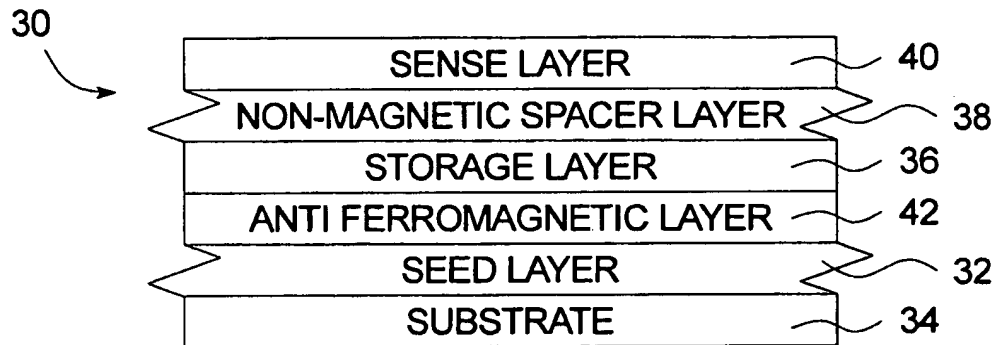 30
SENSE LAYER 40
NON-MAGNETIC SPACER LAYER 38
STORAGE LAYER 36
ANTI FERROMAGNETIC LAYER 42
SEED LAYER 32
SUBSTRATE 34